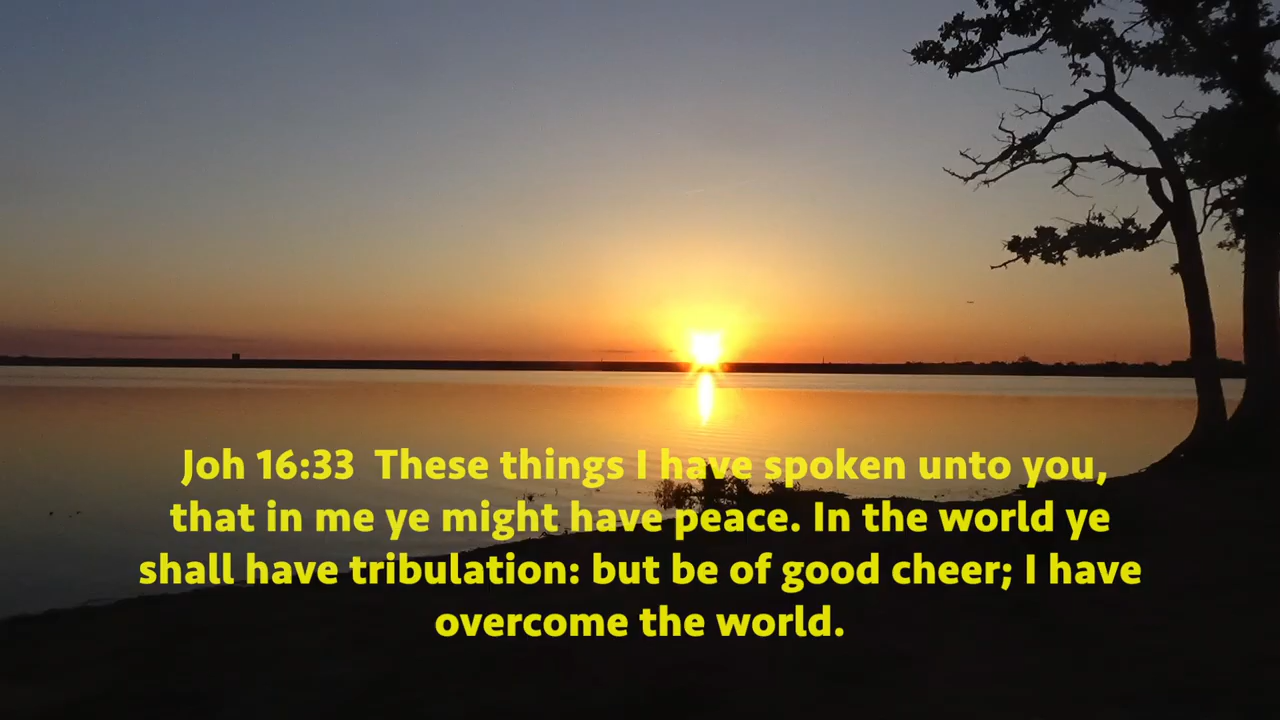 Joh 16:33  These things I have spoken unto you,
that in me ye might have peace. In the world ye
shall have tribulation: but be of good cheer; I have
overcome the world.